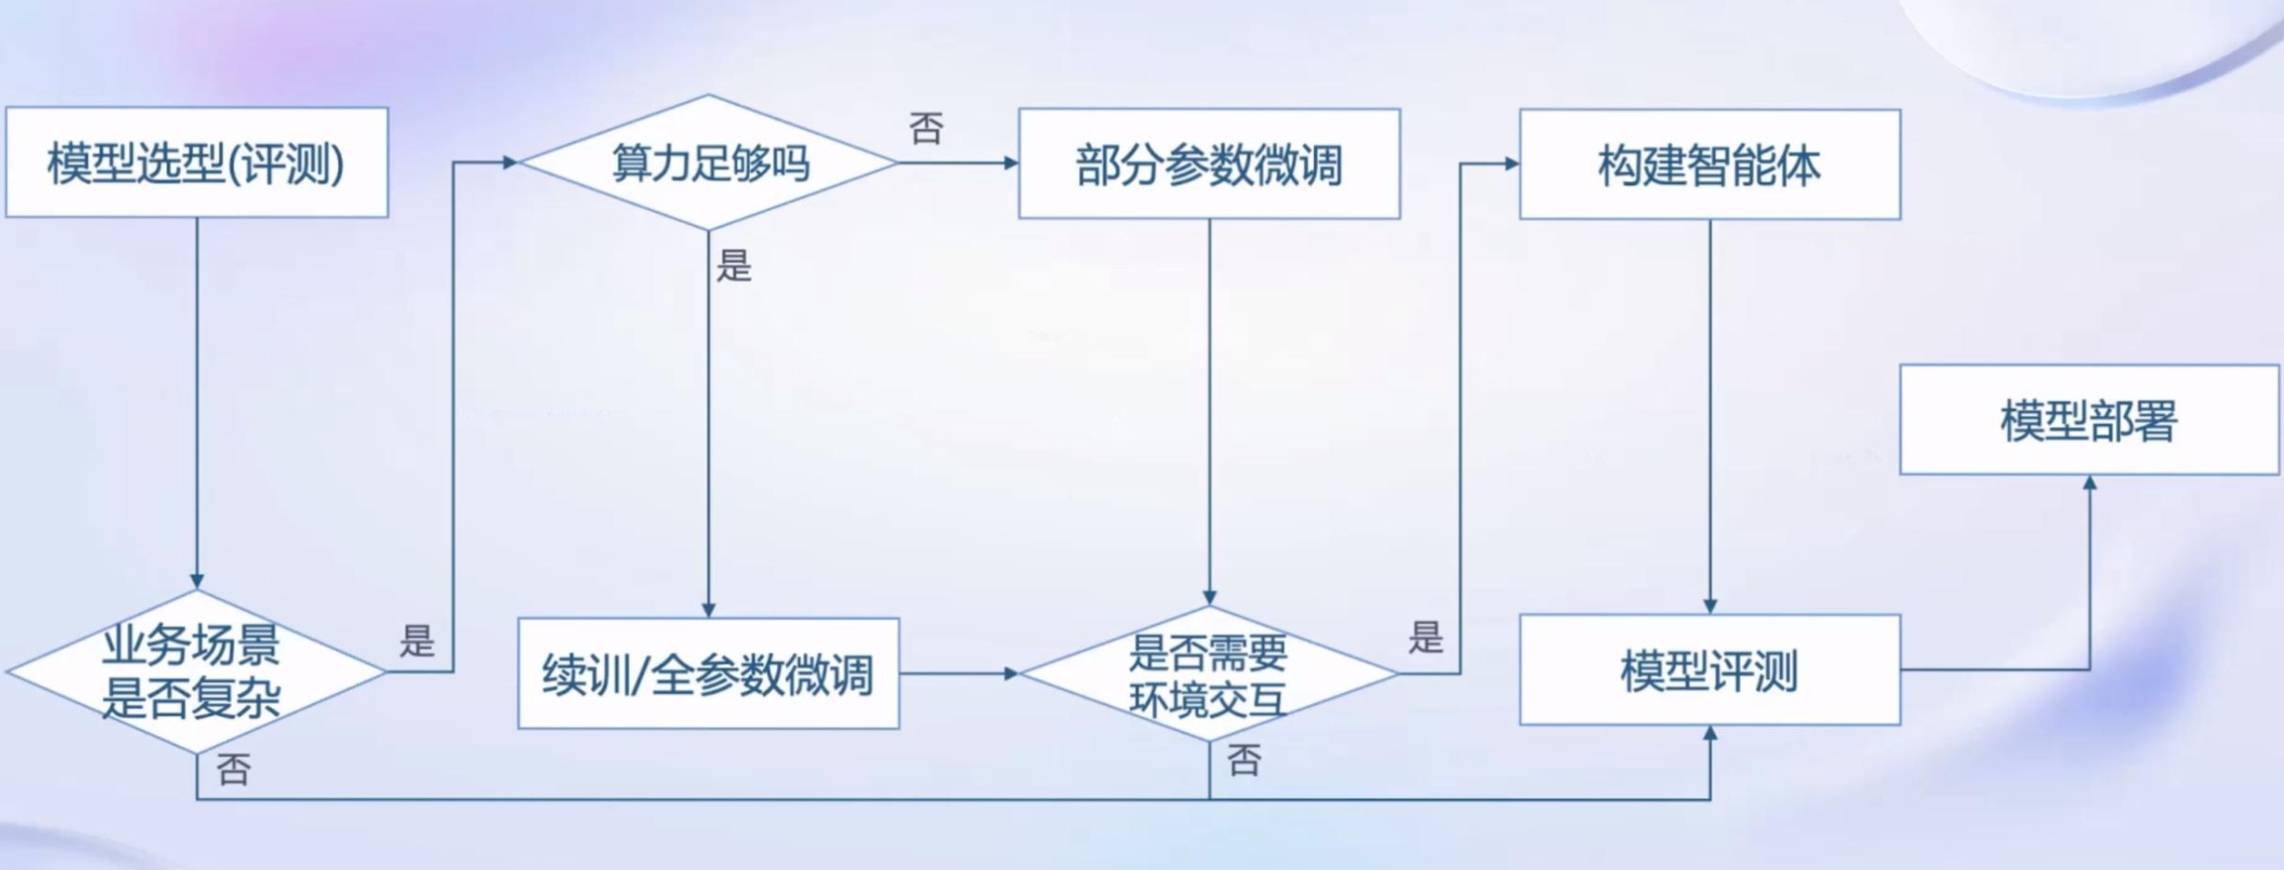 模型选型(评测)
算力足够吗
否
部分参数微调
构建智能体
是
模型部署
业务场景
是否复杂
是
续训/全参数微调
是否需要
环境交互
是
模型评测
否
否